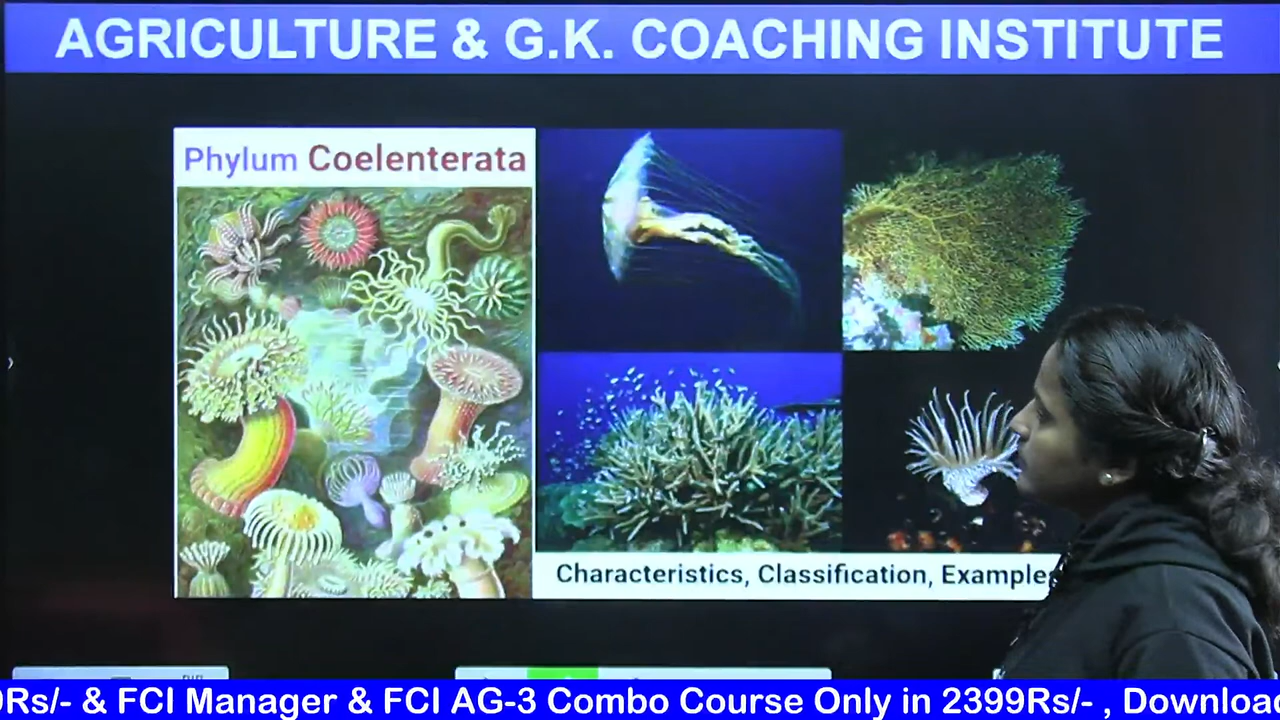 AGRICULTURE & G.K. COACHING INSTITUTE
Phylum Coelenterata
Characteristics, Classification, Example
Rs/- & FCI Manager & FCI AG-3 Combo Course Only in 2399Rs/- , Download